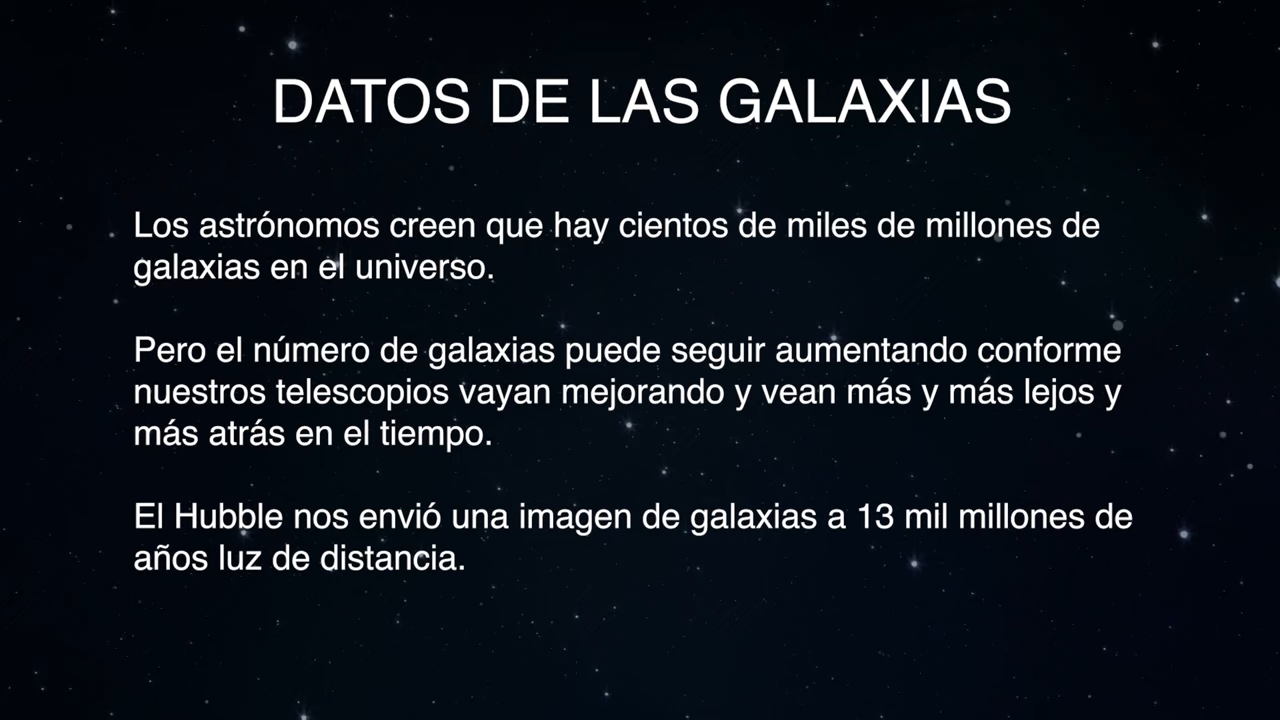 DATOS DE LAS GALAXIAS
Los astrónomos creen que hay cientos de miles de millones de
galaxias en el universo.
Pero el número de galaxias puede seguir aumentando conforme
nuestros telescopios vayan mejorando y vean más y más lejos y
más atrás en el tiempo.
El Hubble nos envió una imagen de galaxias a 13 mil millones de
años luz de distancia.